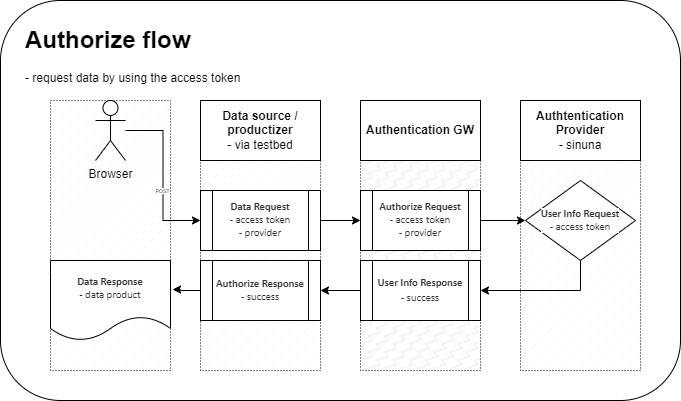 Authorize flow
- request data by using the access token
Browser
Data source /
productizer
- via testbed
Authentication GW
Authtentication
Provider
- sinuna
POST
Data Request
- access token
- provider
Authorize Request
- access token
- provider
User Info Request
- access token
Data Response
- data product
Authorize Response
- success
User Info Response
- success